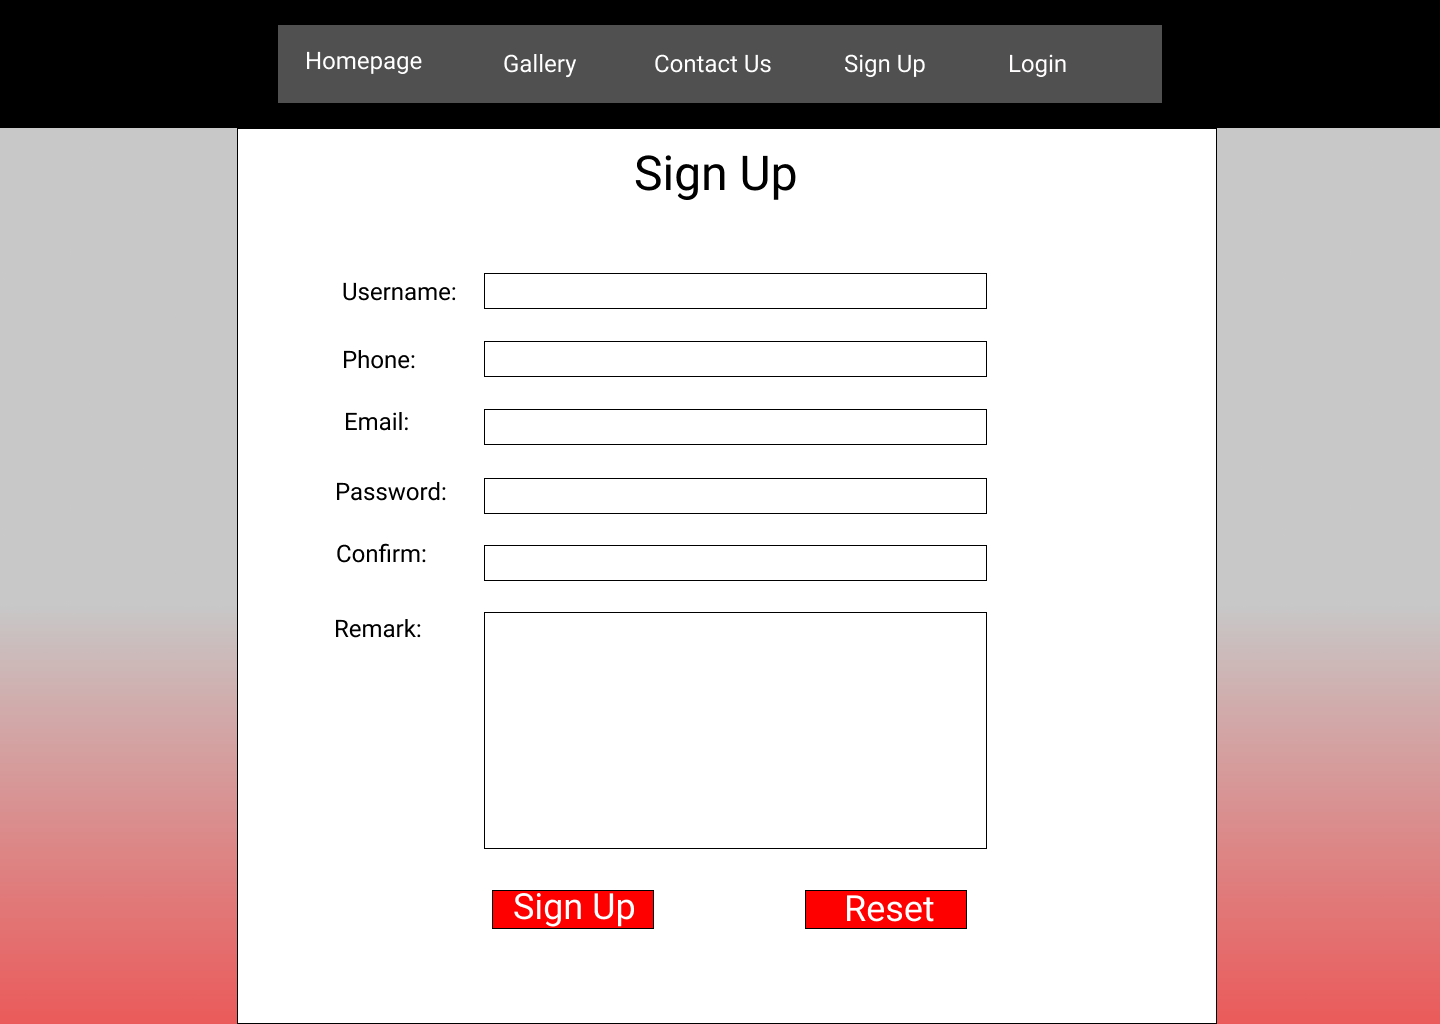 Homepage Gallery Contact Us Sign Up Login
Sign Up
Username:
Phone:
Email:
Password:
Confirm:
Remark:
Sign Up Reset